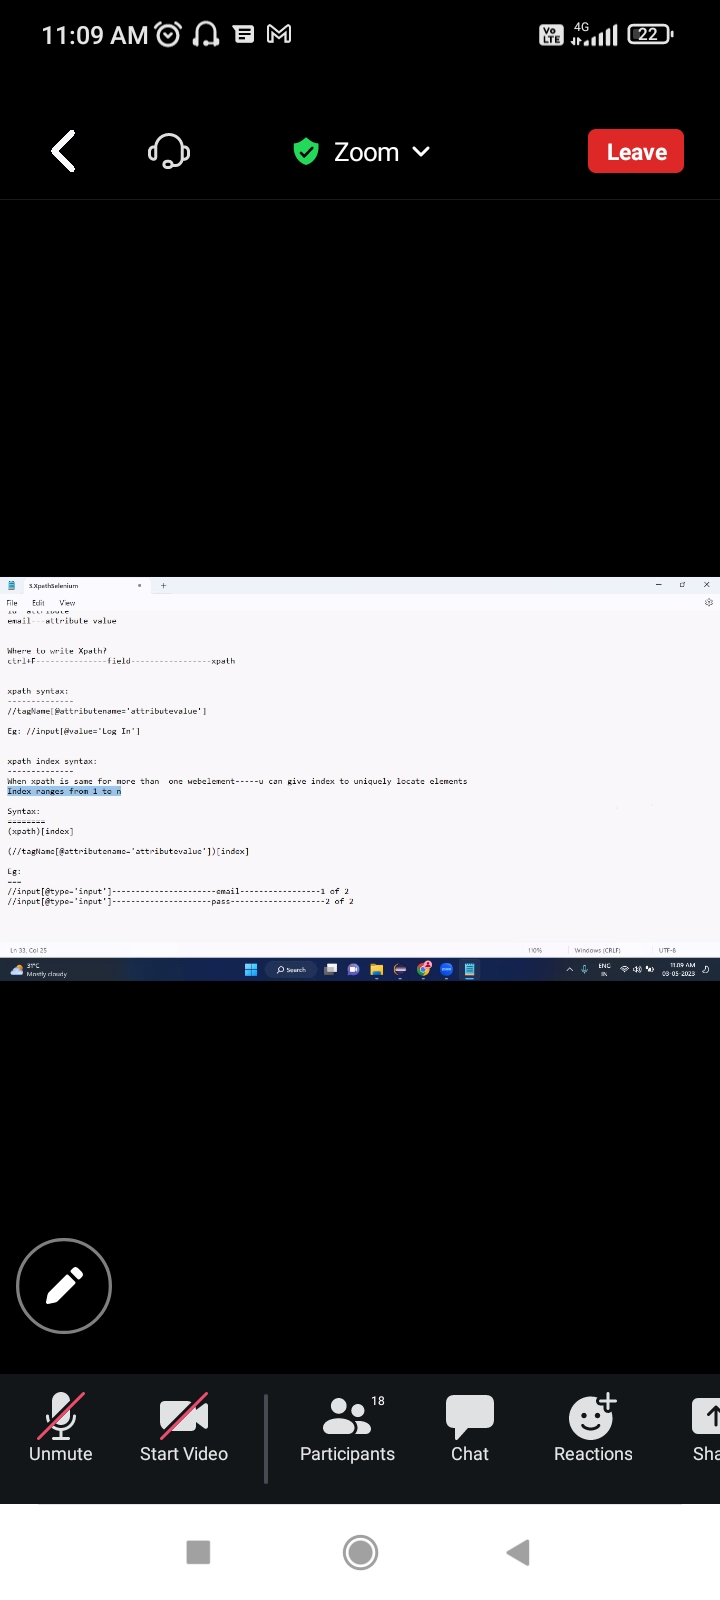 11:09 AM
Vo LTE 4G 22
Zoom
Leave
3.XpathSelenium
File Edit View
id attribute
email---attribute value
Where to write Xpath?
ctrl+F----------------field------------------xpath
xpath syntax:
--------------
//tagName[@attributename='attributevalue']
Eg: //input[@value='Log In']
xpath index syntax:
--------------
When xpath is same for more than  one webelement-----u can give index to uniquely locate elements
Index ranges from 1 to n
Syntax:
========
(xpath)[index]
(//tagName[@attributename='attributevalue'])[index]
Eg:
===
//input[@type='input']----------------------email-----------------1 of 2
//input[@type='input']---------------------pass--------------------2 of 2
Ln 33, Col 25 110% Windows (CRLF) UTF-8
31°C
Mostly cloudy
Search
ENG
IN
11:09 AM
03-05-2023
18
Unmute Start Video Participants Chat Reactions Sha